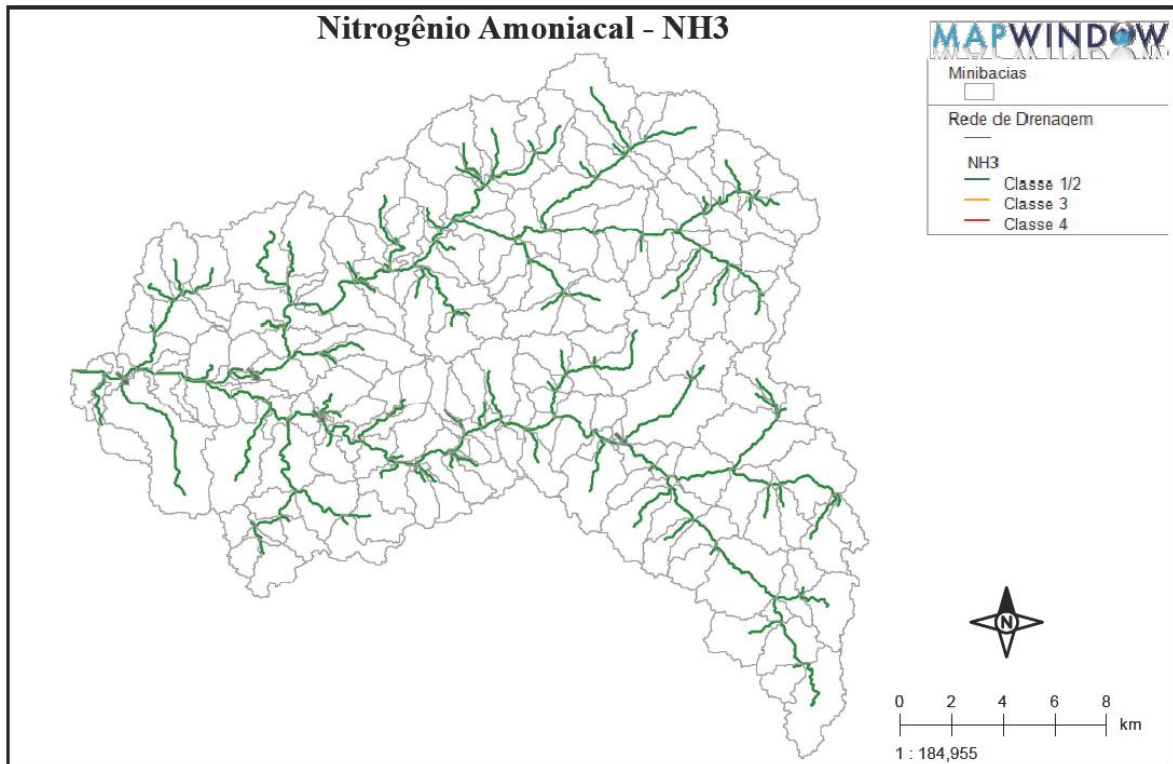 Nitrogênio Amoniacal - NH3
MAPWINDOW
Minibacias
Rede de Drenagem
NH3
Classe 1/2
Classe 3
Classe 4
N
0 2 4 6 8
km
1 : 184,955